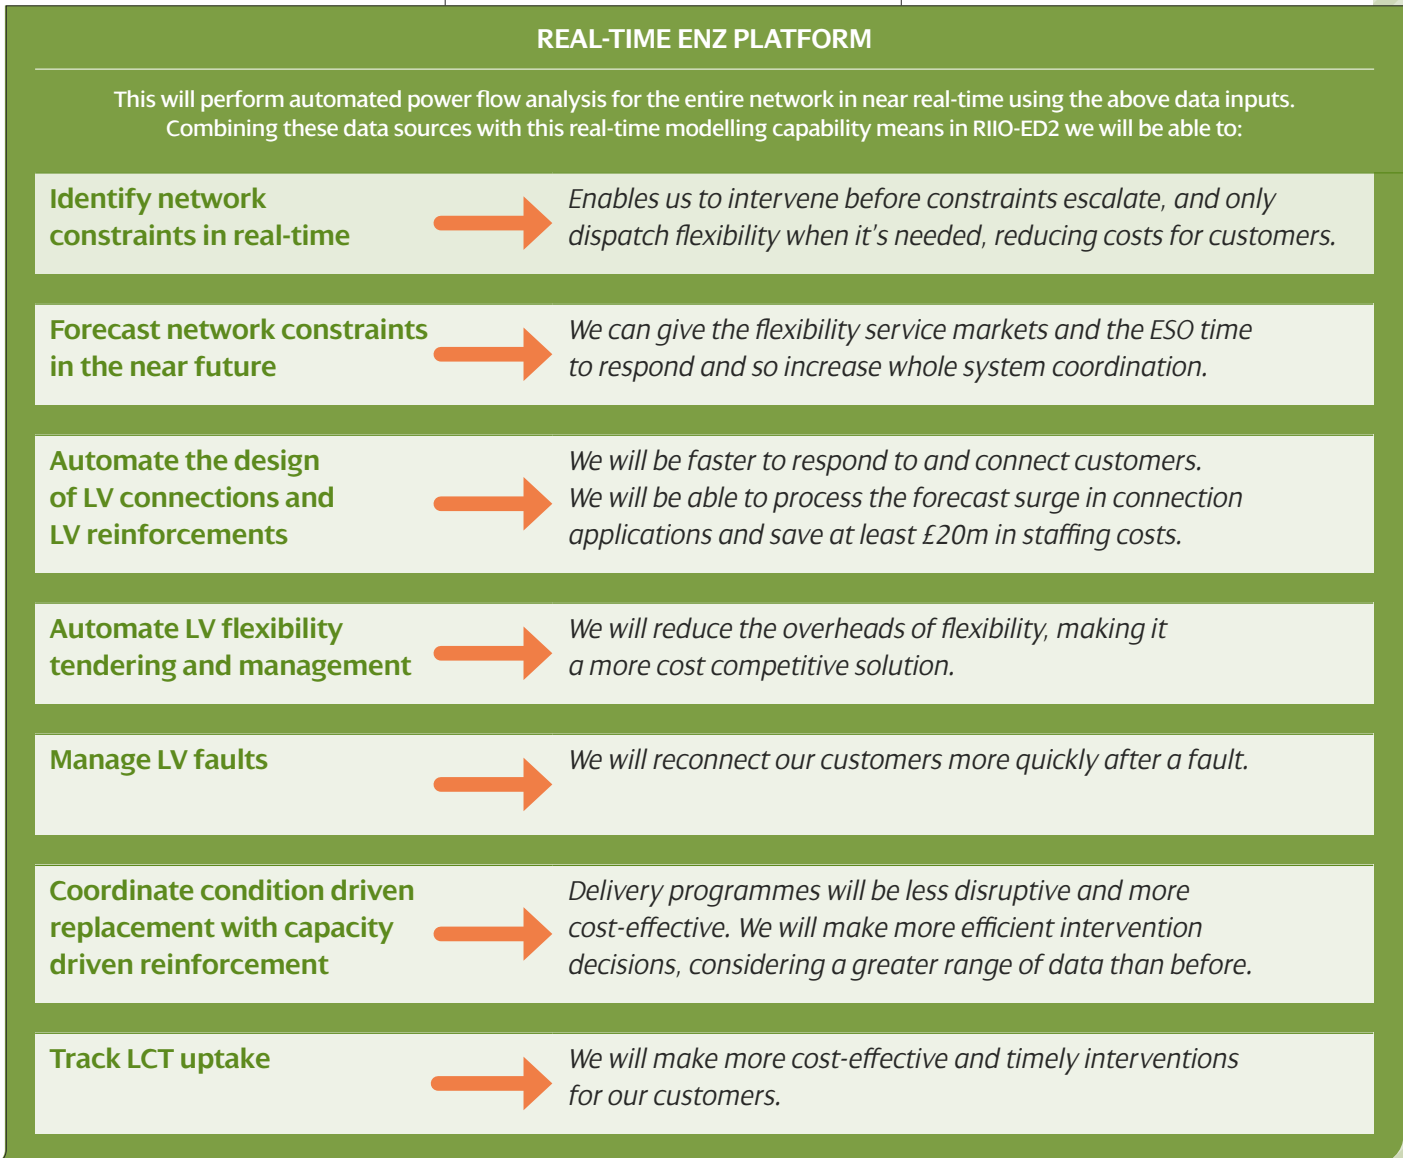 REAL-TIME ENZ PLATFORM
This will perform automated power flow analysis for the entire network in near real-time using the above data inputs.
Combining these data sources with this real-time modelling capability means in RIIO-ED2 we will be able to:
Identify network
constraints in real-time
Enables us to intervene before constraints escalate, and only
dispatch flexibility when it's needed, reducing costs for customers.
Forecast network constraints
in the near future
We can give the flexibility service markets and the ESO time
to respond and so increase whole system coordination.
Automate the design
of LV connections and
LV reinforcements
We will be faster to respond to and connect customers.
We will be able to process the forecast surge in connection
applications and save at least £20m in staffing costs.
Automate LV flexibility
tendering and management
We will reduce the overheads of flexibility, making it
a more cost competitive solution.
Manage LV faults
We will reconnect our customers more quickly after a fault.
Coordinate condition driven
replacement with capacity
driven reinforcement
Delivery programmes will be less disruptive and more
cost-effective. We will make more efficient intervention
decisions, considering a greater range of data than before.
Track LCT uptake
We will make more cost-effective and timely interventions
for our customers.